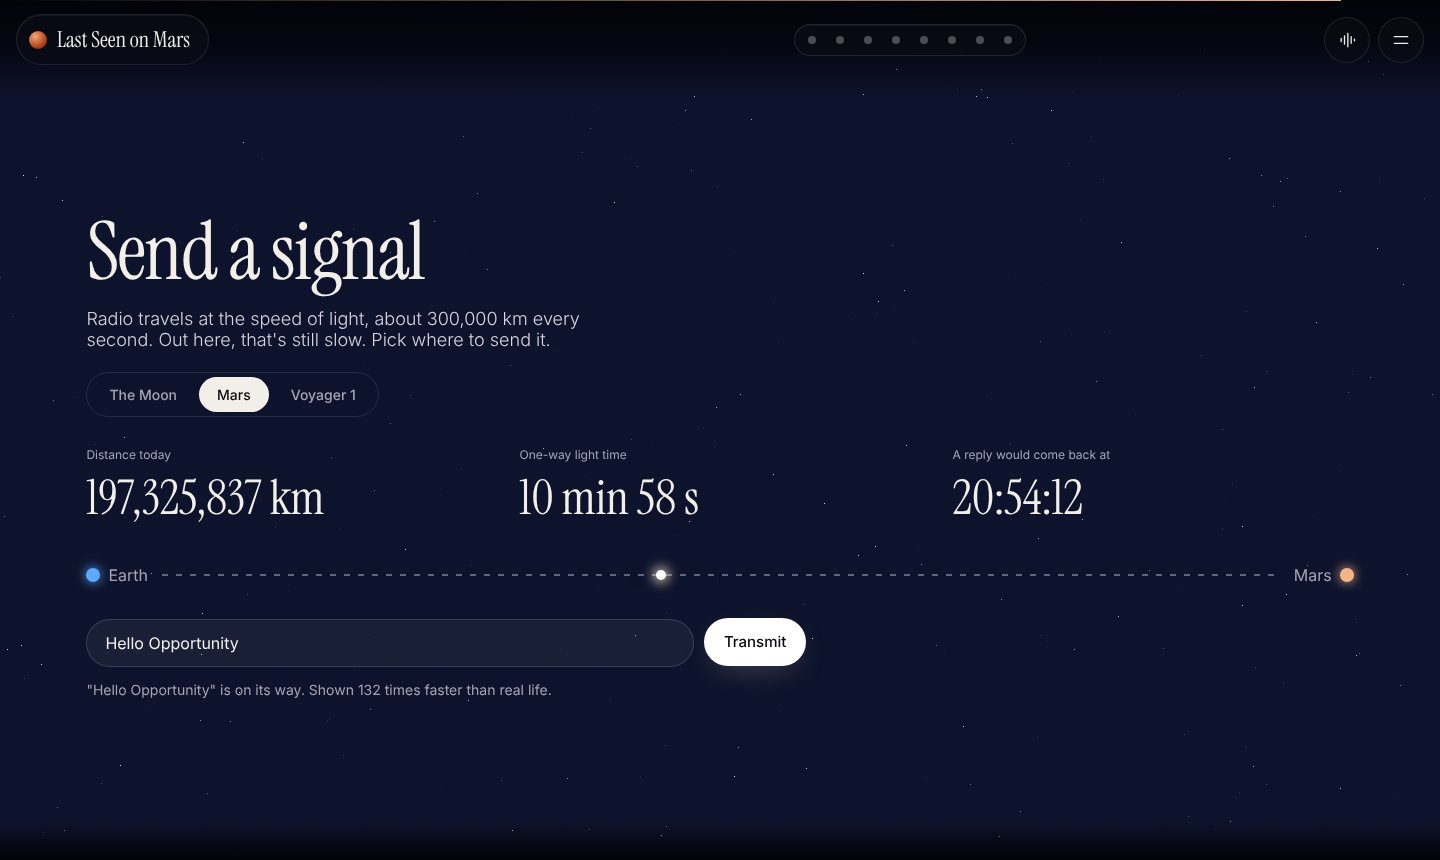 Last Seen on Mars
Send a signal
Radio travels at the speed of light, about 300,000 km every
second. Out here, that's still slow. Pick where to send it.
The Moon
Mars
Voyager 1
Distance today
197,325,837 km
One-way light time
10 min 58 s
A reply would come back at
20:54:12
Earth
Mars
Hello Opportunity
Transmit
"Hello Opportunity" is on its way. Shown 132 times faster than real life.